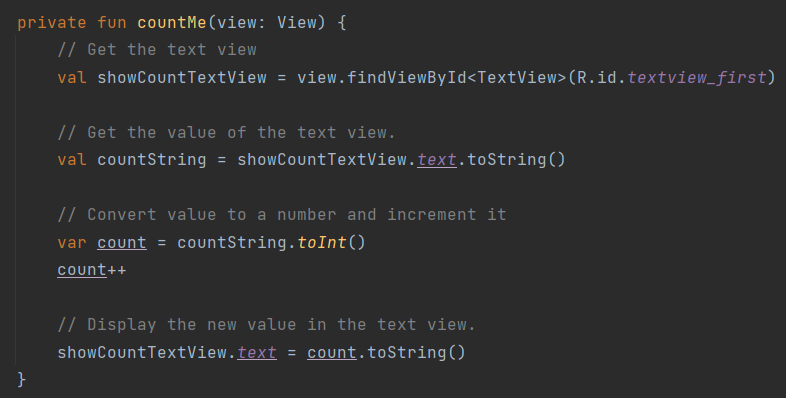 private fun countMe(view: View) {
    // Get the text view
    val showCountTextView = view.findViewById<TextView>(R.id.textview_first)
    // Get the value of the text view.
    val countString = showCountTextView.text.toString()
    // Convert value to a number and increment it
    var count = countString.toInt()
    count++
    // Display the new value in the text view.
    showCountTextView.text = count.toString()
}